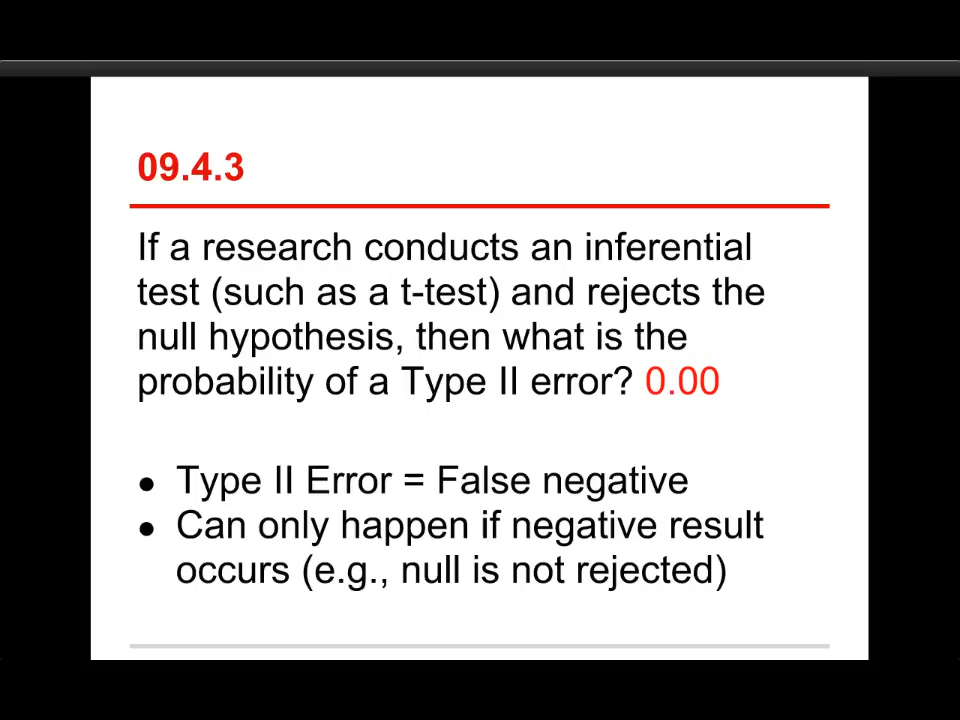 09.4.3
If a research conducts an inferential
test (such as a t-test) and rejects the
null hypothesis, then what is the
probability of a Type II error? 0.00
● Type II Error = False negative
● Can only happen if negative result
occurs (e.g., null is not rejected)